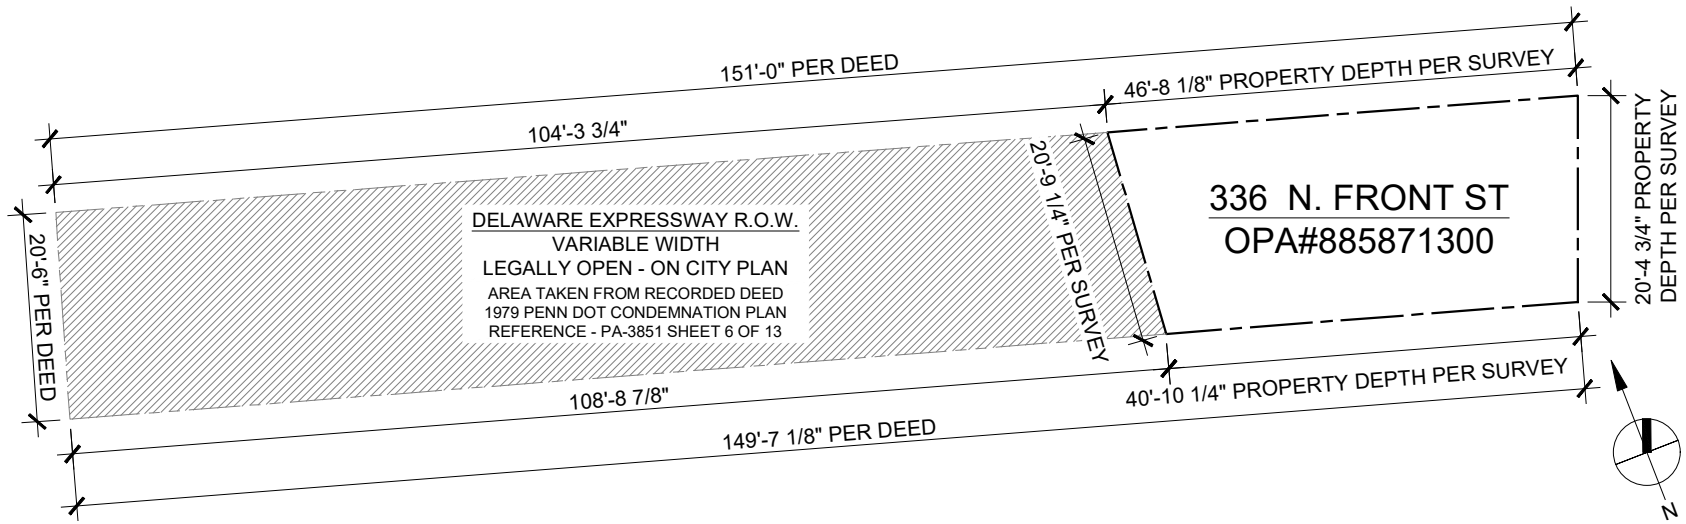 151'-0" PER DEED
46'-8 1/8" PROPERTY DEPTH PER SURVEY
104'-3 3/4"
20'-9 1/4" PER SURVEY
20'-4 3/4" PROPERTY
DEPTH PER SURVEY
336 N. FRONT ST
OPA#885871300
DELAWARE EXPRESSWAY R.O.W.
VARIABLE WIDTH
LEGALLY OPEN - ON CITY PLAN
AREA TAKEN FROM RECORDED DEED
1979 PENN DOT CONDEMNATION PLAN
REFERENCE - PA-3851 SHEET 6 OF 13
20'-6" PER DEED
108'-8 7/8"
40'-10 1/4" PROPERTY DEPTH PER SURVEY
149'-7 1/8" PER DEED
N